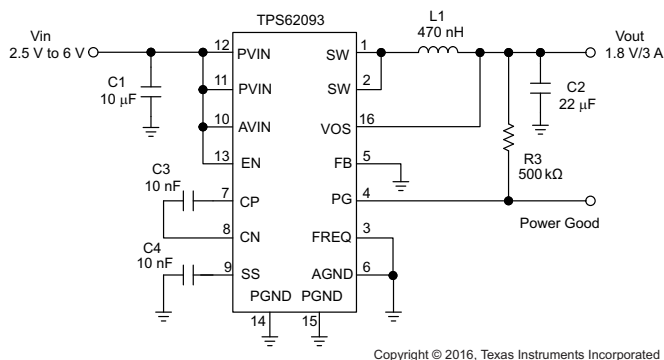 TPS62093
Vin
2.5 V to 6 V
C1
10 µF
12
PVIN
11
PVIN
10
AVIN
13
EN
C3
10 nF
7
CP
8
CN
C4
10 nF
9
SS
PGND PGND
14
15
SW
1
SW
2
VOS
16
FB
5
PG
4
FREQ
3
AGND
6
L1
470 nH
Vout
1.8 V/3 A
C2
22 µF
R3
500 kΩ
Power Good
Copyright © 2016, Texas Instruments Incorporated